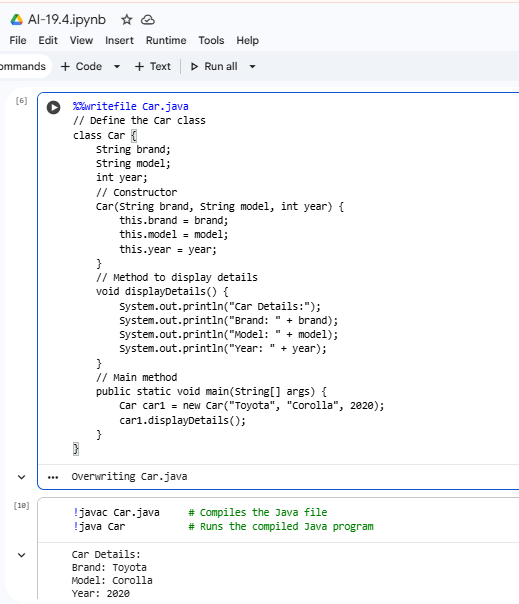 AI-19.4.ipynb
File Edit View Insert Runtime Tools Help
+ Code + Text Run all
[6]
%%writefile Car.java
// Define the Car class
class Car {
    String brand;
    String model;
    int year;
    // Constructor
    Car(String brand, String model, int year) {
        this.brand = brand;
        this.model = model;
        this.year = year;
    }
    // Method to display details
    void displayDetails() {
        System.out.println("Car Details:");
        System.out.println("Brand: " + brand);
        System.out.println("Model: " + model);
        System.out.println("Year: " + year);
    }
    // Main method
    public static void main(String[] args) {
        Car car1 = new Car("Toyota", "Corolla", 2020);
        car1.displayDetails();
    }
}
Overwriting Car.java
[10]
!javac Car.java     # Compiles the Java file
!java Car           # Runs the compiled Java program
Car Details:
Brand: Toyota
Model: Corolla
Year: 2020